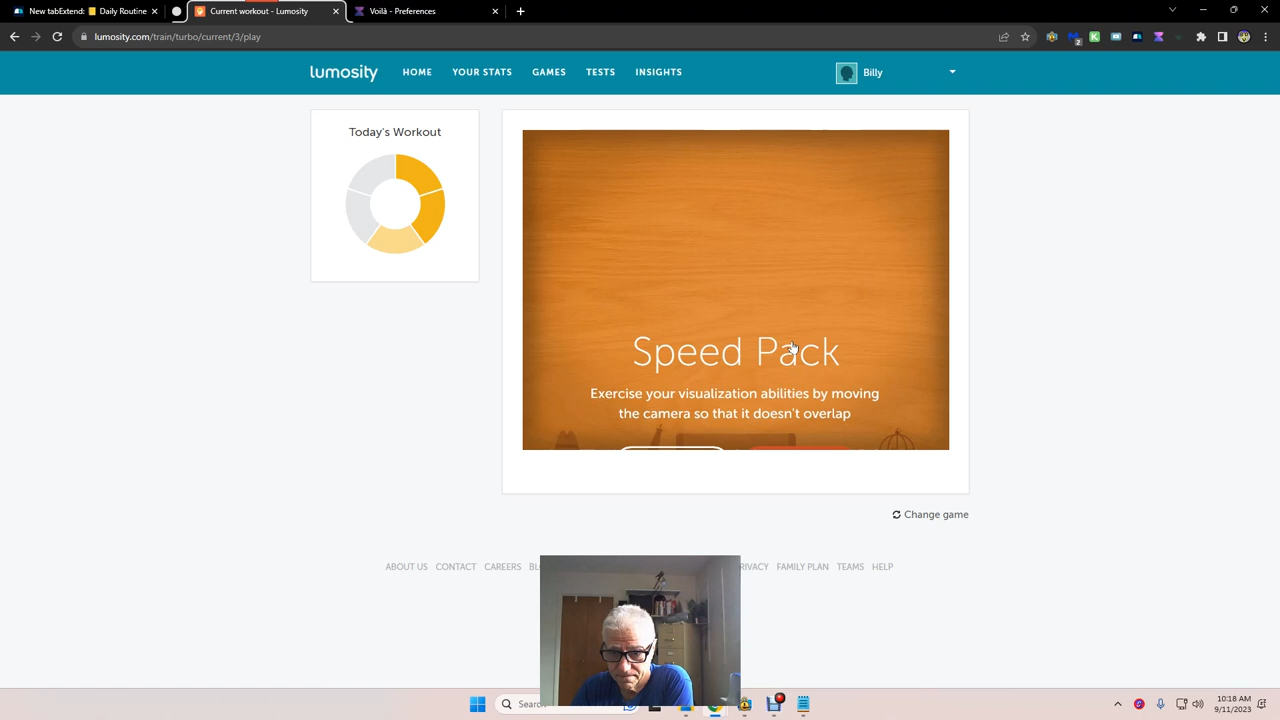 New tabExtend: Daily Routine
Current workout - Lumosity
Voilà – Preferences
lumosity.com/train/turbo/current/3/play
2
lumosity
HOME
YOUR STATS
GAMES
TESTS
INSIGHTS
Billy
Today's Workout
Speed Pack
Exercise your visualization abilities by moving
the camera so that it doesn't overlap
Change game
ABOUT US
CONTACT
CAREERS
FAMILY PLAN
TEAMS
HELP
10:18 AM
9/11/2023